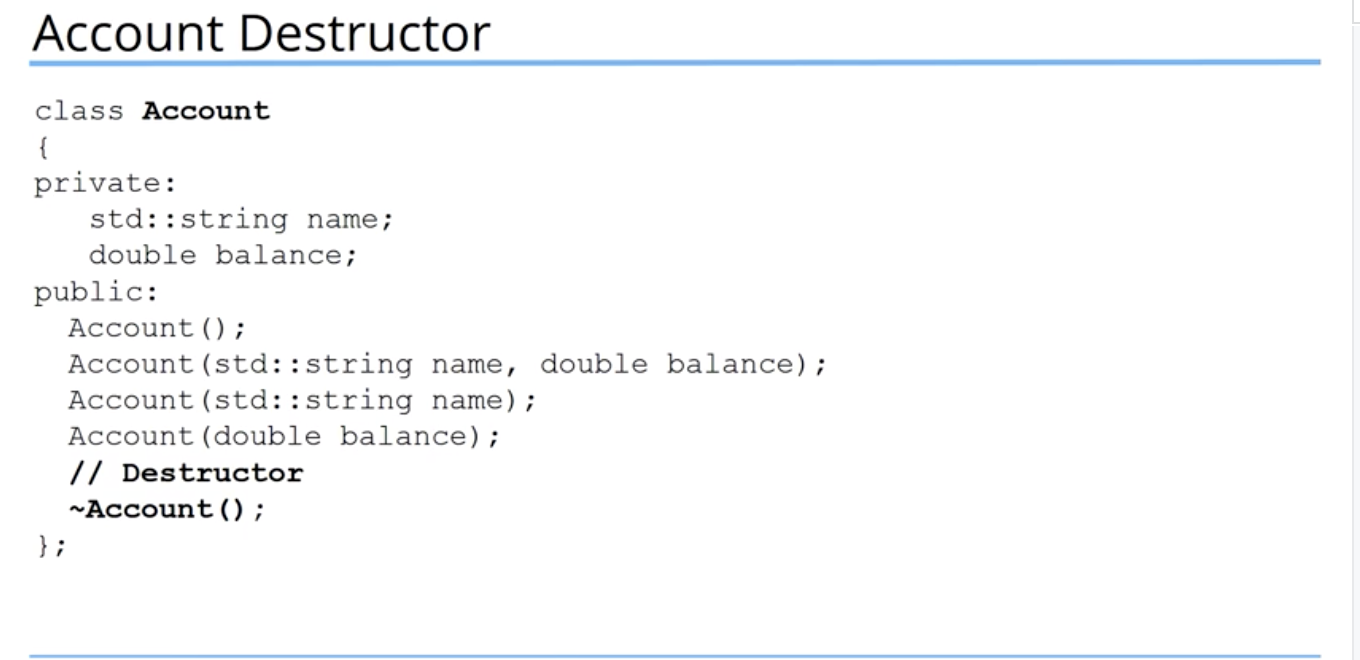 Account Destructor
class Account
{
private:
std::string name;
double balance;
public:
Account();
Account(std::string name, double balance);
Account(std::string name);
Account(double balance);
// Destructor
~Account();
};